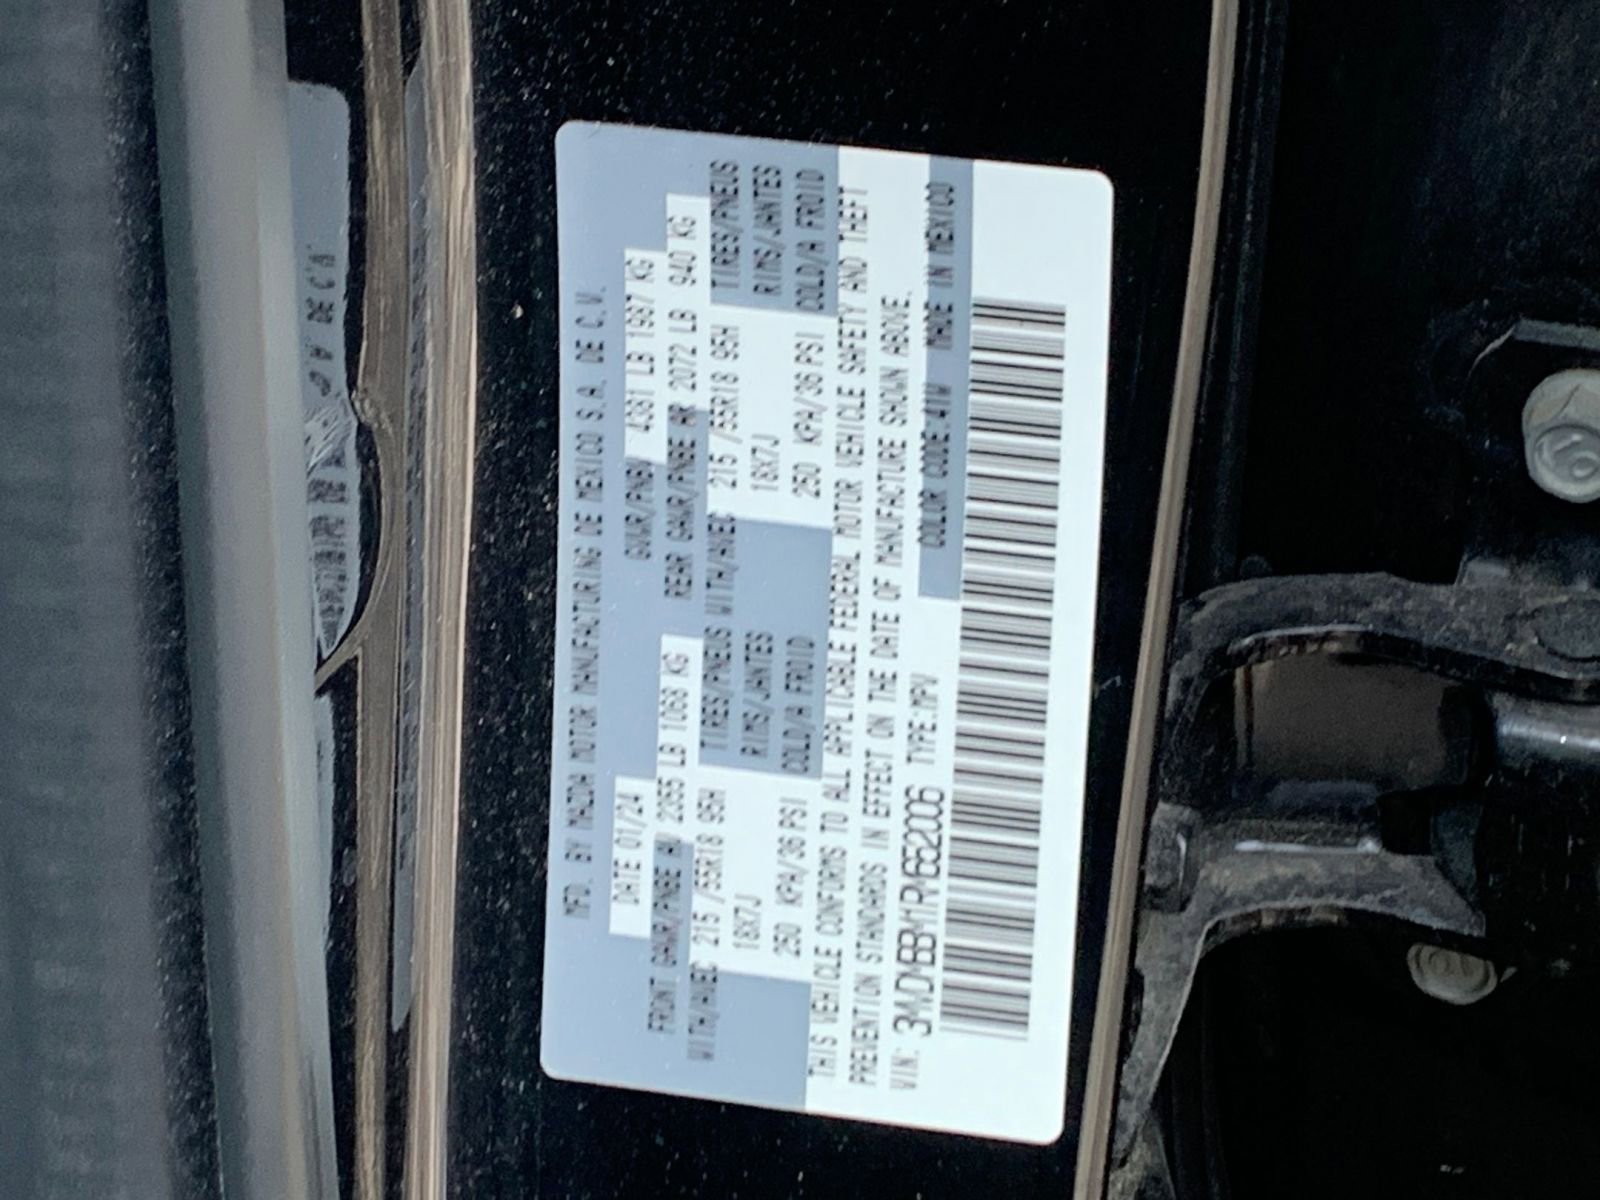 MFD. BY MAZDA MOTOR MANUFACTURING DE MEXICO S.A. DE C.V.
DATE 01/24 GVWR/PNBV 4381 LB 1987 KG
FRONT GAWR/PNBE AV 2355 LB 1068 KG REAR GAWR/PNBE AR 2072 LB 940 KG
WITH/AVEC 215 /55R18 95H TIRES/PNEUS WITH/AVEC 215 /55R18 95H TIRES/PNEUS
18X7J RIMS/JANTES 18X7J RIMS/JANTES
250 KPA/36 PSI COLD/A FROID 250 KPA/36 PSI COLD/A FROID
THIS VEHICLE CONFORMS TO ALL APPLICABLE FEDERAL MOTOR VEHICLE SAFETY AND THEFT
PREVENTION STANDARDS IN EFFECT ON THE DATE OF MANUFACTURE SHOWN ABOVE.
VIN: 3MVDMBBM1RM652006 TYPE:MPV COLOR CODE:41W MADE IN MEXICO